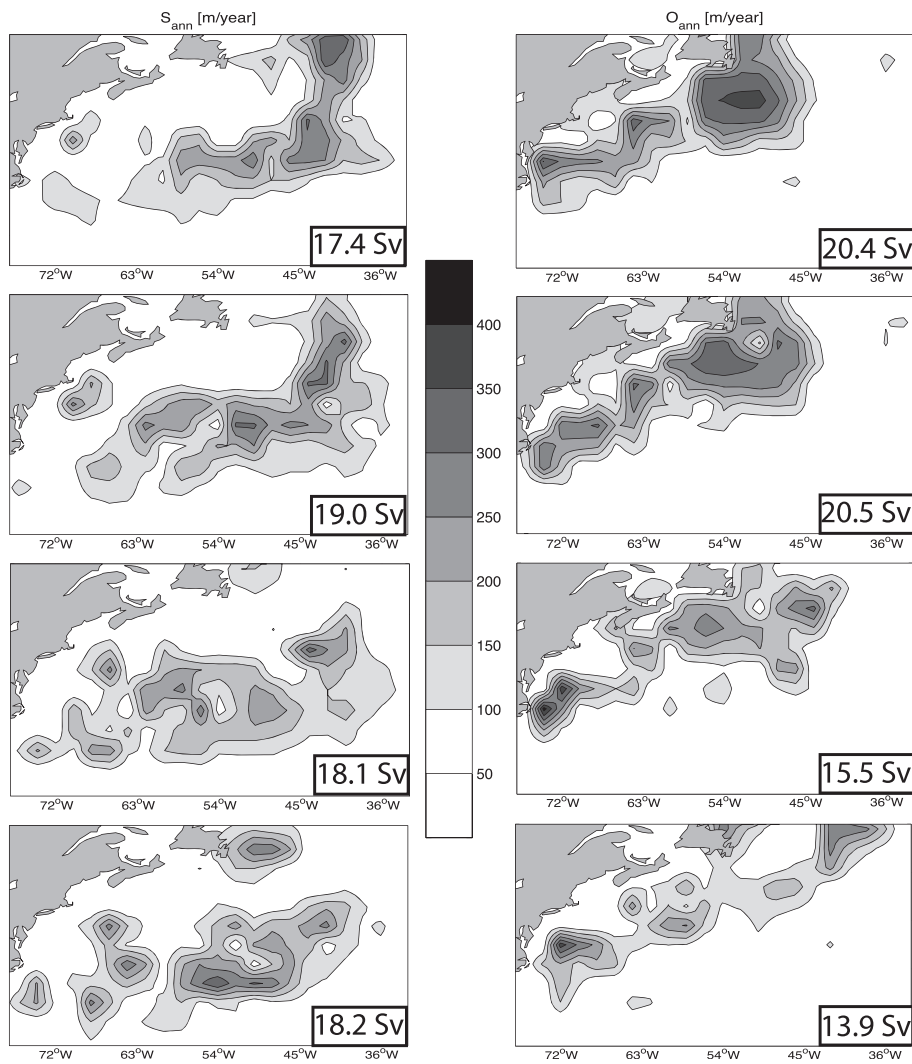 S_ann [m/year]
O_ann [m/year]
17.4 Sv
20.4 Sv
72°W 63°W 54°W 45°W 36°W
72°W 63°W 54°W 45°W 36°W
400
350
300
250
200
150
100
50
19.0 Sv
20.5 Sv
72°W 63°W 54°W 45°W 36°W
72°W 63°W 54°W 45°W 36°W
18.1 Sv
15.5 Sv
72°W 63°W 54°W 45°W 36°W
72°W 63°W 54°W 45°W 36°W
18.2 Sv
13.9 Sv
72°W 63°W 54°W 45°W 36°W
72°W 63°W 54°W 45°W 36°W